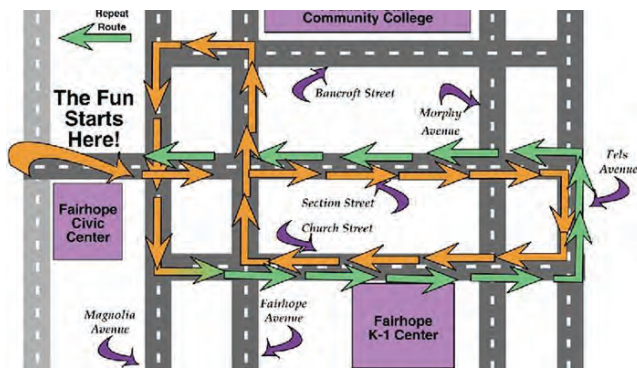 Repeat
Route
Community College
The Fun
Starts
Here!
Bancroft Street
Morphy
Avenue
Fels
Avenue
Section Street
Fairhope
Civic
Center
Church Street
Magnolia
Avenue
Fairhope
Avenue
Fairhope
K-1 Center